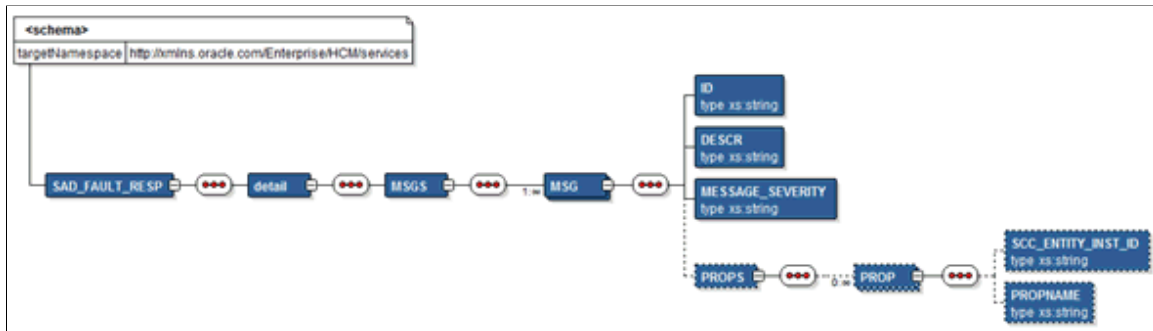 <schema>
targetNamespace http://xmlns.oracle.com/Enterprise/HCM/services
ID
type xs:string
DESCR
type xs:string
SAD_FAULT_RESP detail MSGS 1:∞ MSG
MESSAGE_SEVERITY
type xs:string
SCC_ENTITY_INST_ID
type xs:string
PROPS 0:∞ PROP
PROPNAME
type xs:string